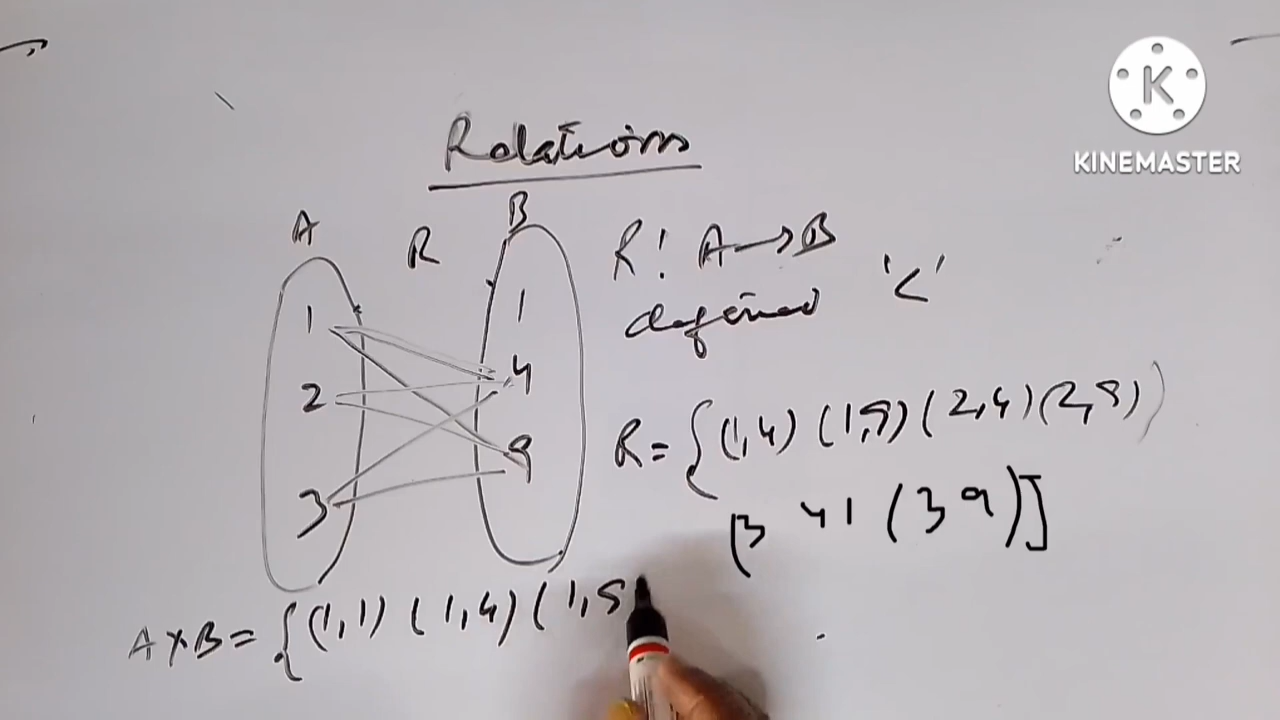 Relations
A R B
R: A → B
defined '<'
1 1
2 4
3 9
R = {(1,4) (1,9) (2,4) (2,9)
(3 4) (3 9)}
A×B = {(1,1) (1,4) (1,9
K
KINEMASTER